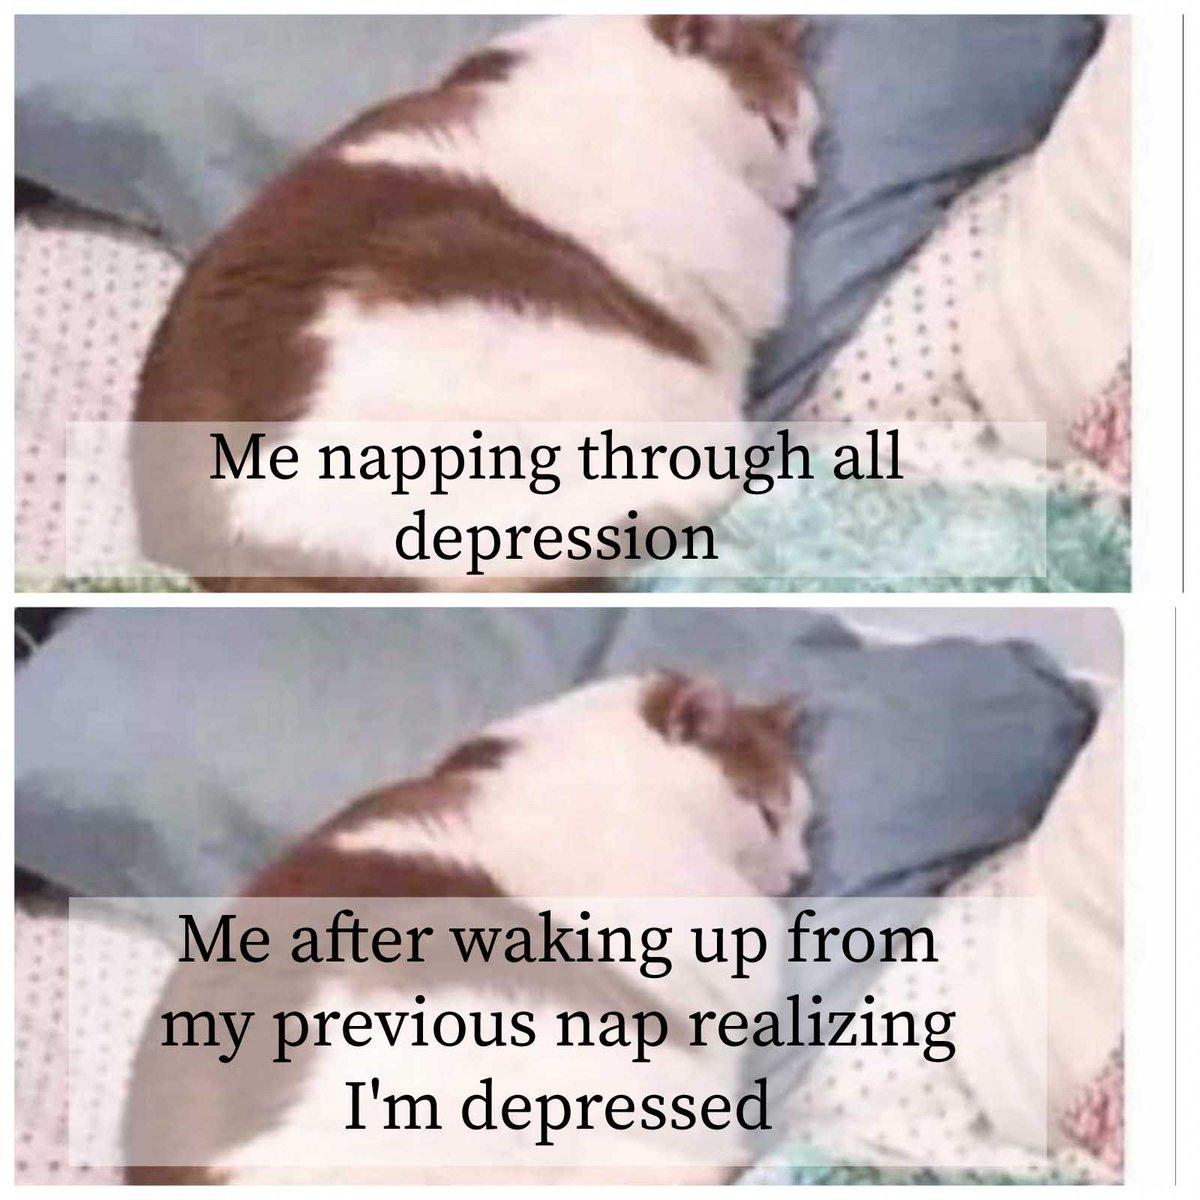 Me napping through all
depression
Me after waking up from
my previous nap realizing
I'm depressed